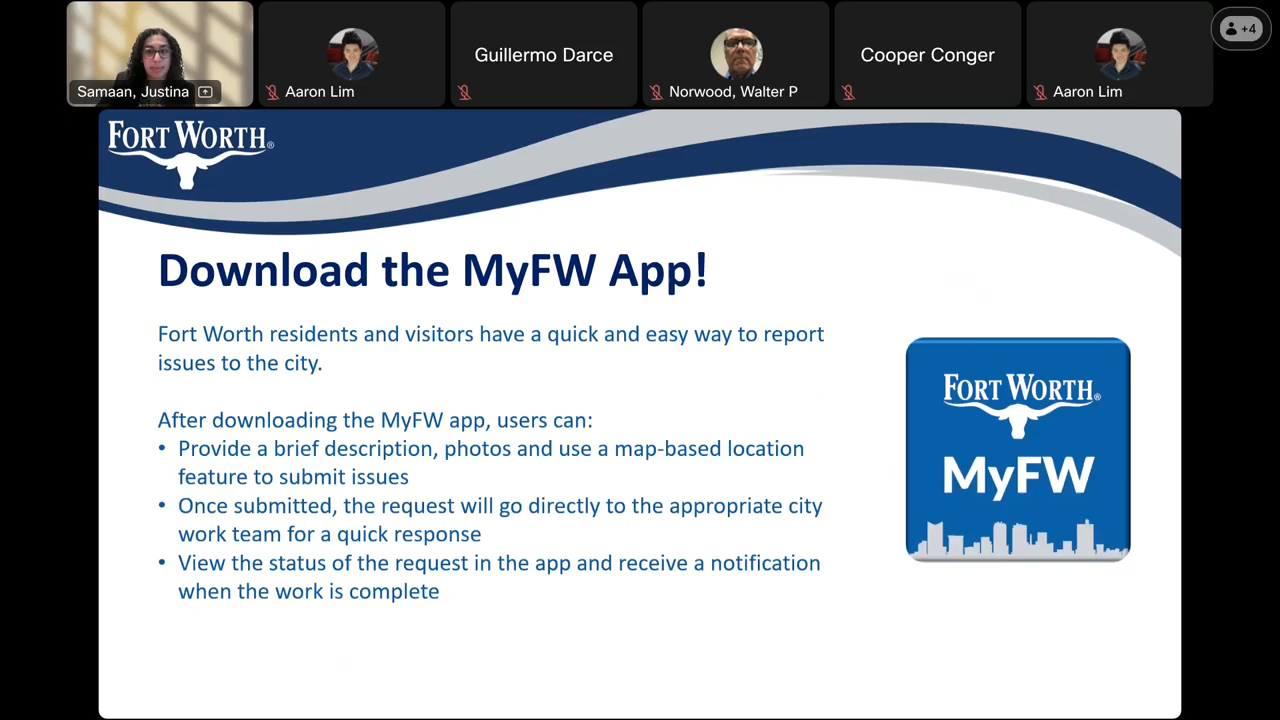 Samaan, Justina
Aaron Lim
Guillermo Darce
Norwood, Walter P
Cooper Conger
Aaron Lim
+4
FORT WORTH®
Download the MyFW App!
Fort Worth residents and visitors have a quick and easy way to report
issues to the city.
After downloading the MyFW app, users can:
• Provide a brief description, photos and use a map-based location
feature to submit issues
• Once submitted, the request will go directly to the appropriate city
work team for a quick response
• View the status of the request in the app and receive a notification
when the work is complete
FORT WORTH®
MyFW